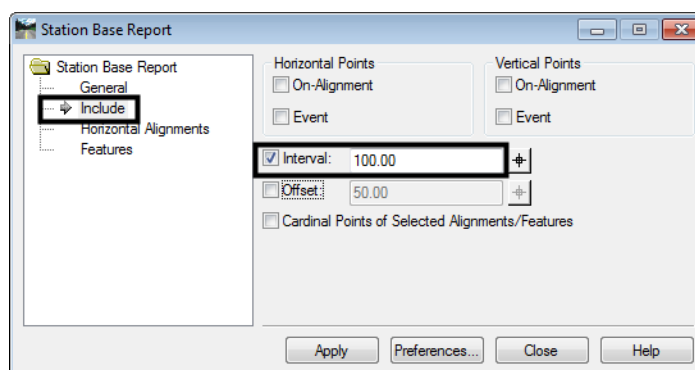 Station Base Report
Station Base Report
General
Include
Horizontal Alignments
Features
Horizontal Points
On-Alignment
Event
Vertical Points
On-Alignment
Event
Interval: 100.00
Offset: 50.00
Cardinal Points of Selected Alignments/Features
Apply Preferences... Close Help